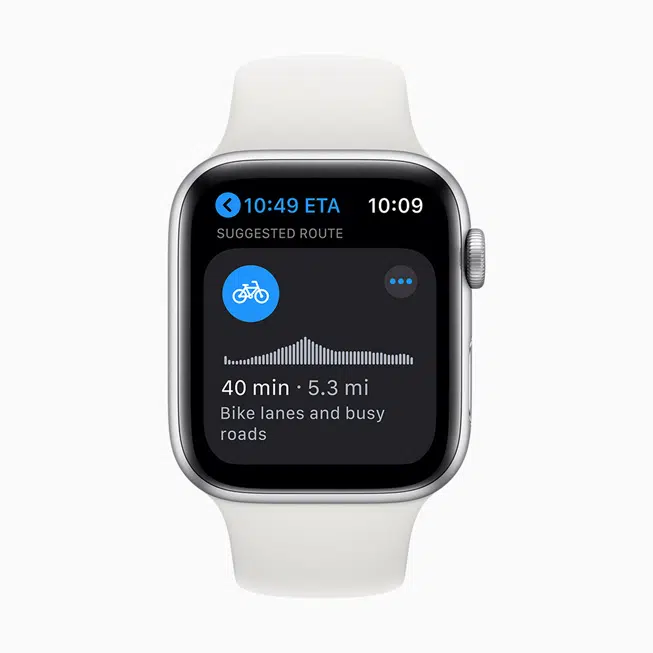 10:49 ETA 10:09
SUGGESTED ROUTE
40 min · 5.3 mi
Bike lanes and busy
roads